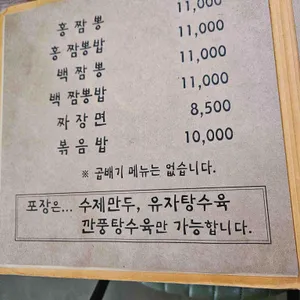 홍짬뽕 11,000
홍짬뽕밥 11,000
백짬뽕 11,000
백짬뽕밥 11,000
짜장면 8,500
볶음밥 10,000
※ 곱배기 메뉴는 없습니다.
포장은... 수제만두, 유자탕수육
깐풍탕수육만 가능합니다.